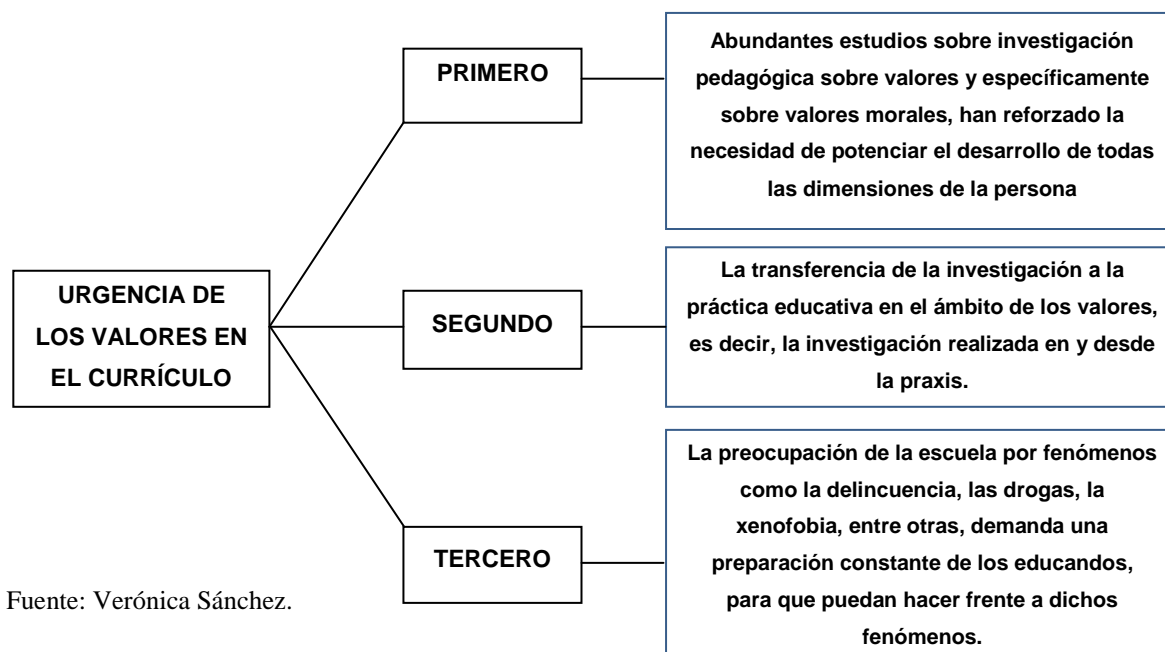 PRIMERO
Abundantes estudios sobre investigación
pedagógica sobre valores y específicamente
sobre valores morales, han reforzado la
necesidad de potenciar el desarrollo de todas
las dimensiones de la persona
URGENCIA DE
LOS VALORES EN
EL CURRÍCULO
SEGUNDO
La transferencia de la investigación a la
práctica educativa en el ámbito de los valores,
es decir, la investigación realizada en y desde
la praxis.
TERCERO
La preocupación de la escuela por fenómenos
como la delincuencia, las drogas, la
xenofobia, entre otras, demanda una
preparación constante de los educandos,
para que puedan hacer frente a dichos
fenómenos.
Fuente: Verónica Sánchez.